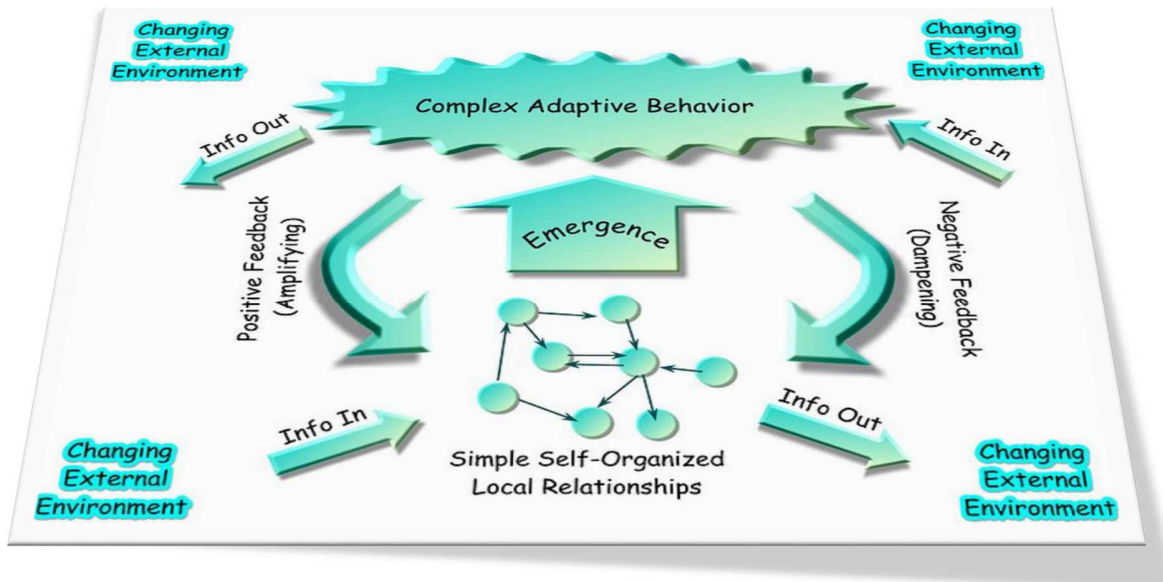 Changing
External
Environment
Changing
External
Environment
Complex Adaptive Behavior
Info Out
Info In
Positive Feedback
(Amplifying)
Emergence
Negative Feedback
(Dampening)
Info In
Info Out
Changing
External
Environment
Simple Self-Organized
Local Relationships
Changing
External
Environment